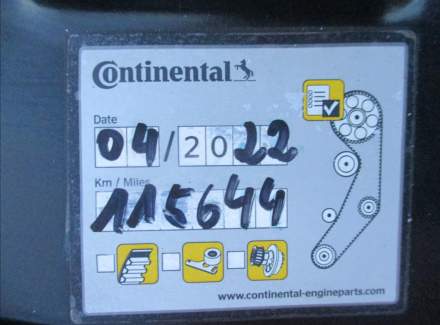 Continental
Date
04/2022
Km / Miles
115644
www.continental-engineparts.com